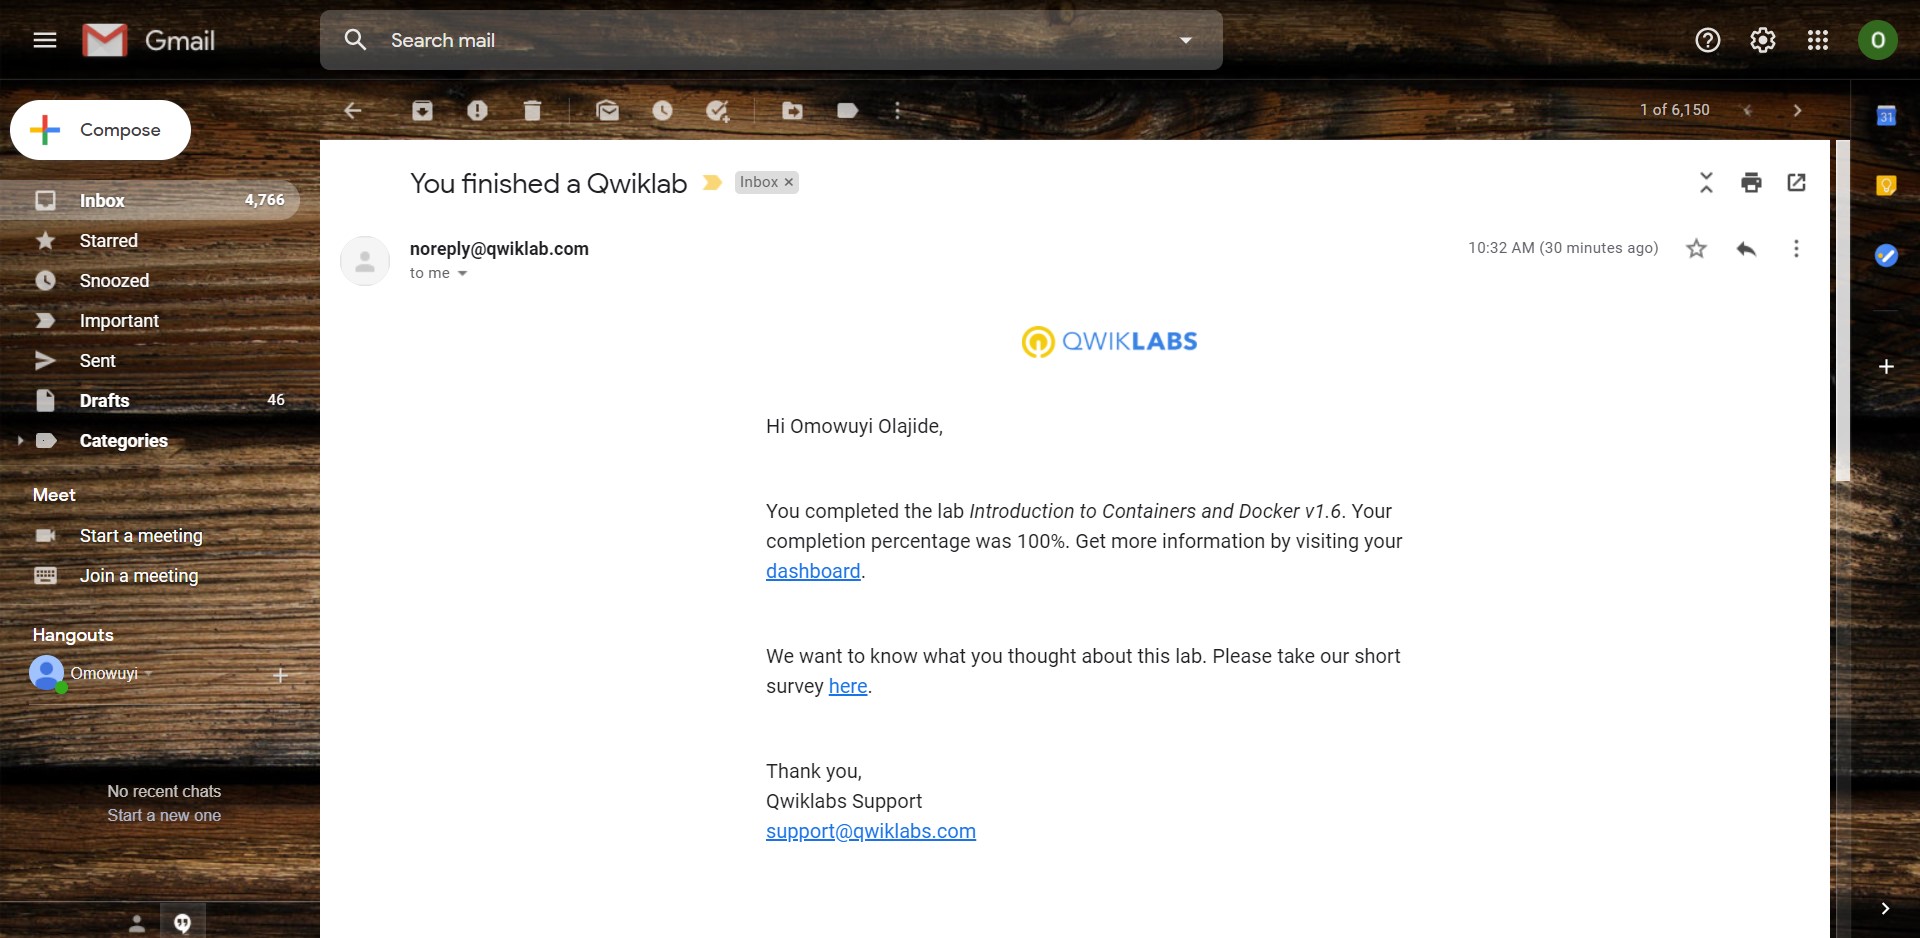 Gmail
Search mail
O
Compose
1 of 6,150
31
Inbox 4,766
Starred
Snoozed
Important
Sent
Drafts 46
Categories
Meet
Start a meeting
Join a meeting
Hangouts
Omowuyi
No recent chats
Start a new one
You finished a Qwiklab Inbox ×
noreply@qwiklab.com 10:32 AM (30 minutes ago)
to me
QWIKLABS
Hi Omowuyi Olajide,
You completed the lab Introduction to Containers and Docker v1.6. Your
completion percentage was 100%. Get more information by visiting your
dashboard.
We want to know what you thought about this lab. Please take our short
survey here.
Thank you,
Qwiklabs Support
support@qwiklabs.com